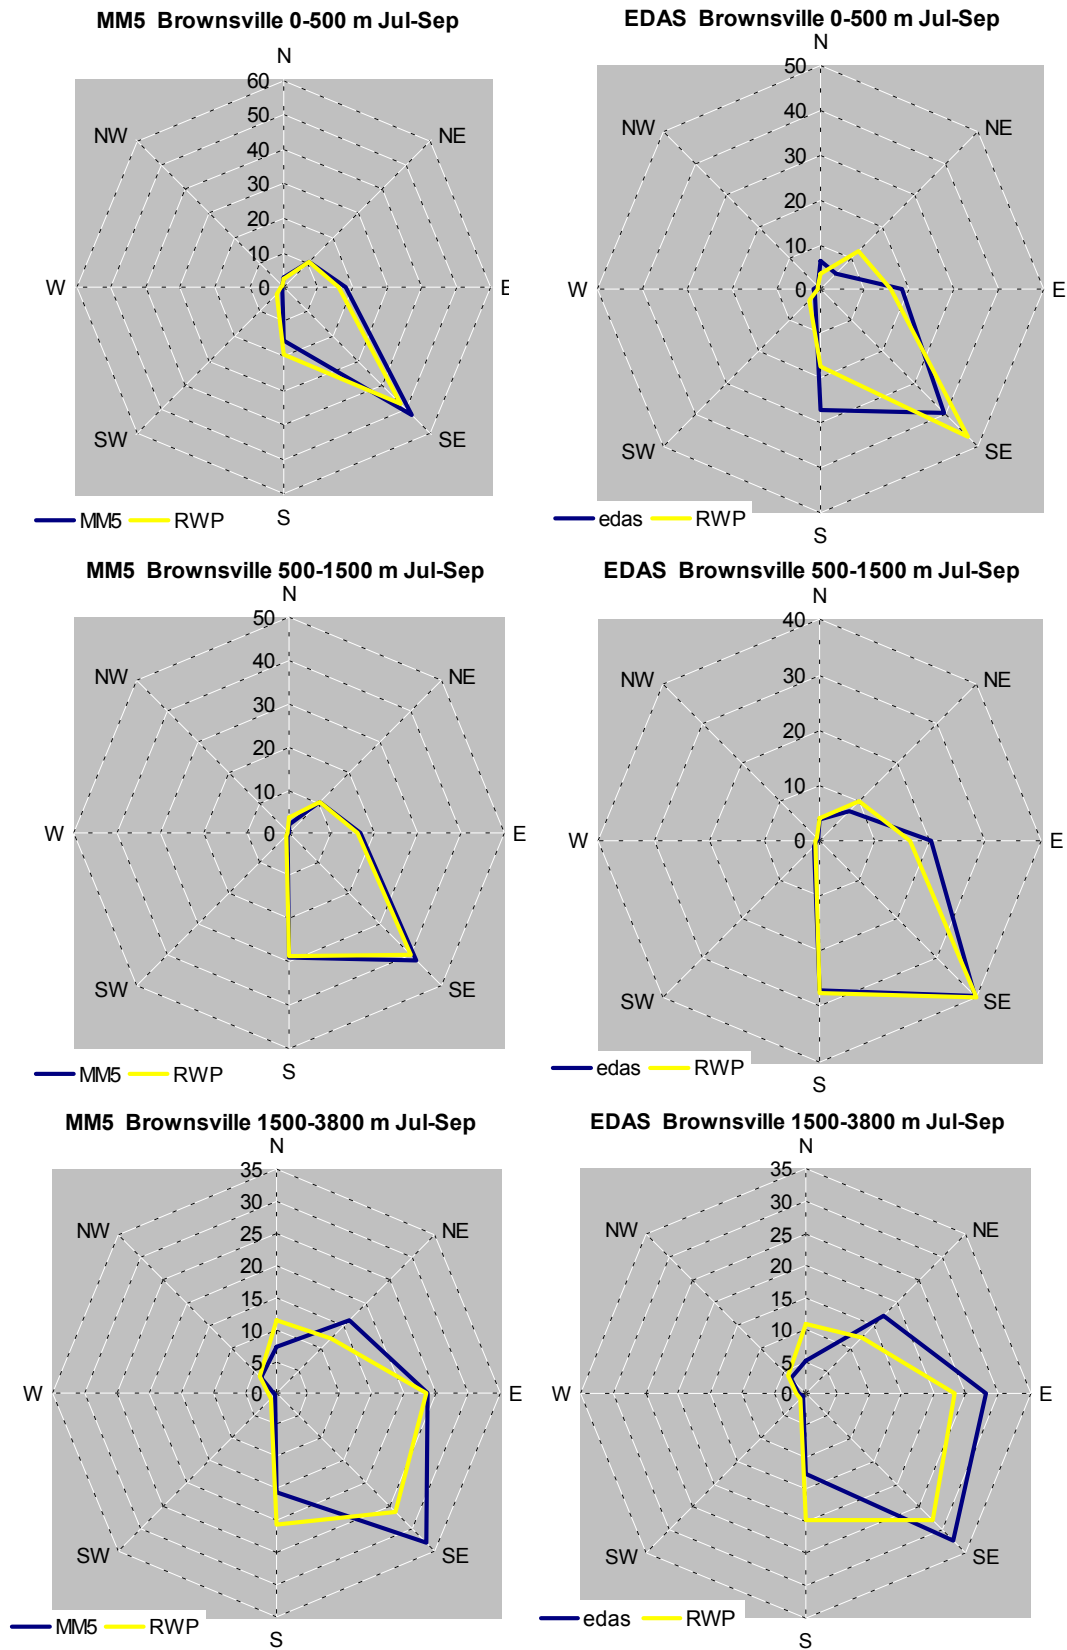 MM5 Brownsville 0-500 m Jul-Sep
N
60
50
40
30
20
10
0
NW
NE
W
E
SW
SE
S
MM5 RWP
EDAS Brownsville 0-500 m Jul-Sep
N
50
40
30
20
10
0
NW
NE
W
E
SW
SE
S
edas RWP
MM5 Brownsville 500-1500 m Jul-Sep
N
50
40
30
20
10
0
NW
NE
W
E
SW
SE
S
MM5 RWP
EDAS Brownsville 500-1500 m Jul-Sep
N
40
30
20
10
0
NW
NE
W
E
SW
SE
S
edas RWP
MM5 Brownsville 1500-3800 m Jul-Sep
N
35
30
25
20
15
10
5
0
NW
NE
W
E
SW
SE
S
MM5 RWP
EDAS Brownsville 1500-3800 m Jul-Sep
N
35
30
25
20
15
10
5
0
NW
NE
W
E
SW
SE
S
edas RWP